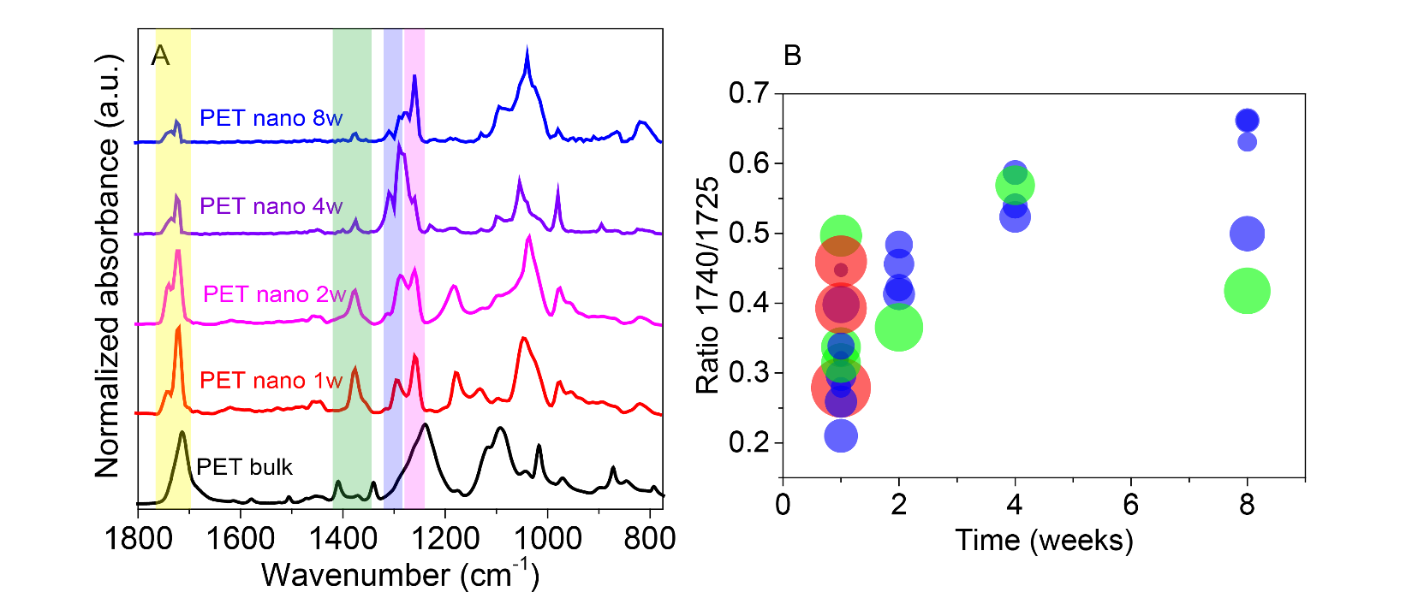 A
Normalized absorbance (a.u.)
PET nano 8w
PET nano 4w
PET nano 2w
PET nano 1w
PET bulk
1800 1600 1400 1200 1000 800
Wavenumber (cm⁻¹)
B
Ratio 1740/1725
0.7
0.6
0.5
0.4
0.3
0.2
0 2 4 6 8
Time (weeks)